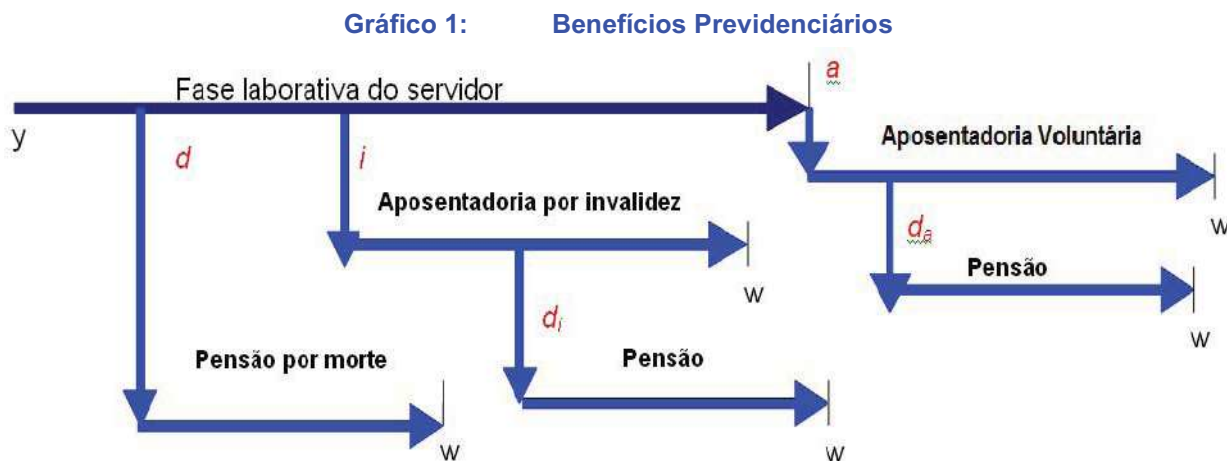 Gráfico 1: Benefícios Previdenciários
a
Fase laborativa do servidor
y
Aposentadoria Voluntária
d
i
Aposentadoria por invalidez
w
da
Pensão
w
di
w
Pensão por morte
Pensão
w
w